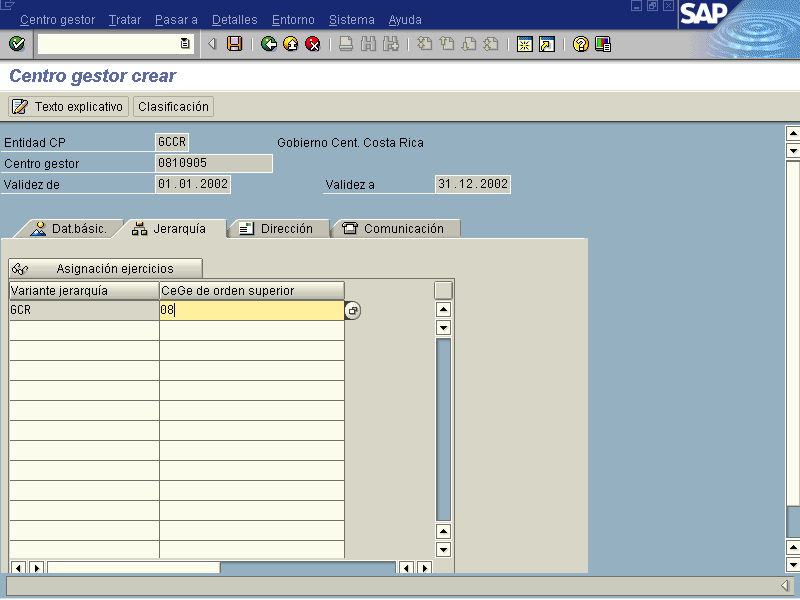 Centro gestor Tratar Pasar a Detalles Entorno Sistema Ayuda
SAP
Centro gestor crear
Texto explicativo Clasificación
Entidad CP GCCR Gobierno Cent. Costa Rica
Centro gestor 0810905
Validez de 01.01.2002 Validez a 31.12.2002
Dat.básic. Jerarquía Dirección Comunicación
Asignación ejercicios
Variante jerarquía CeGe de orden superior
GCR 08